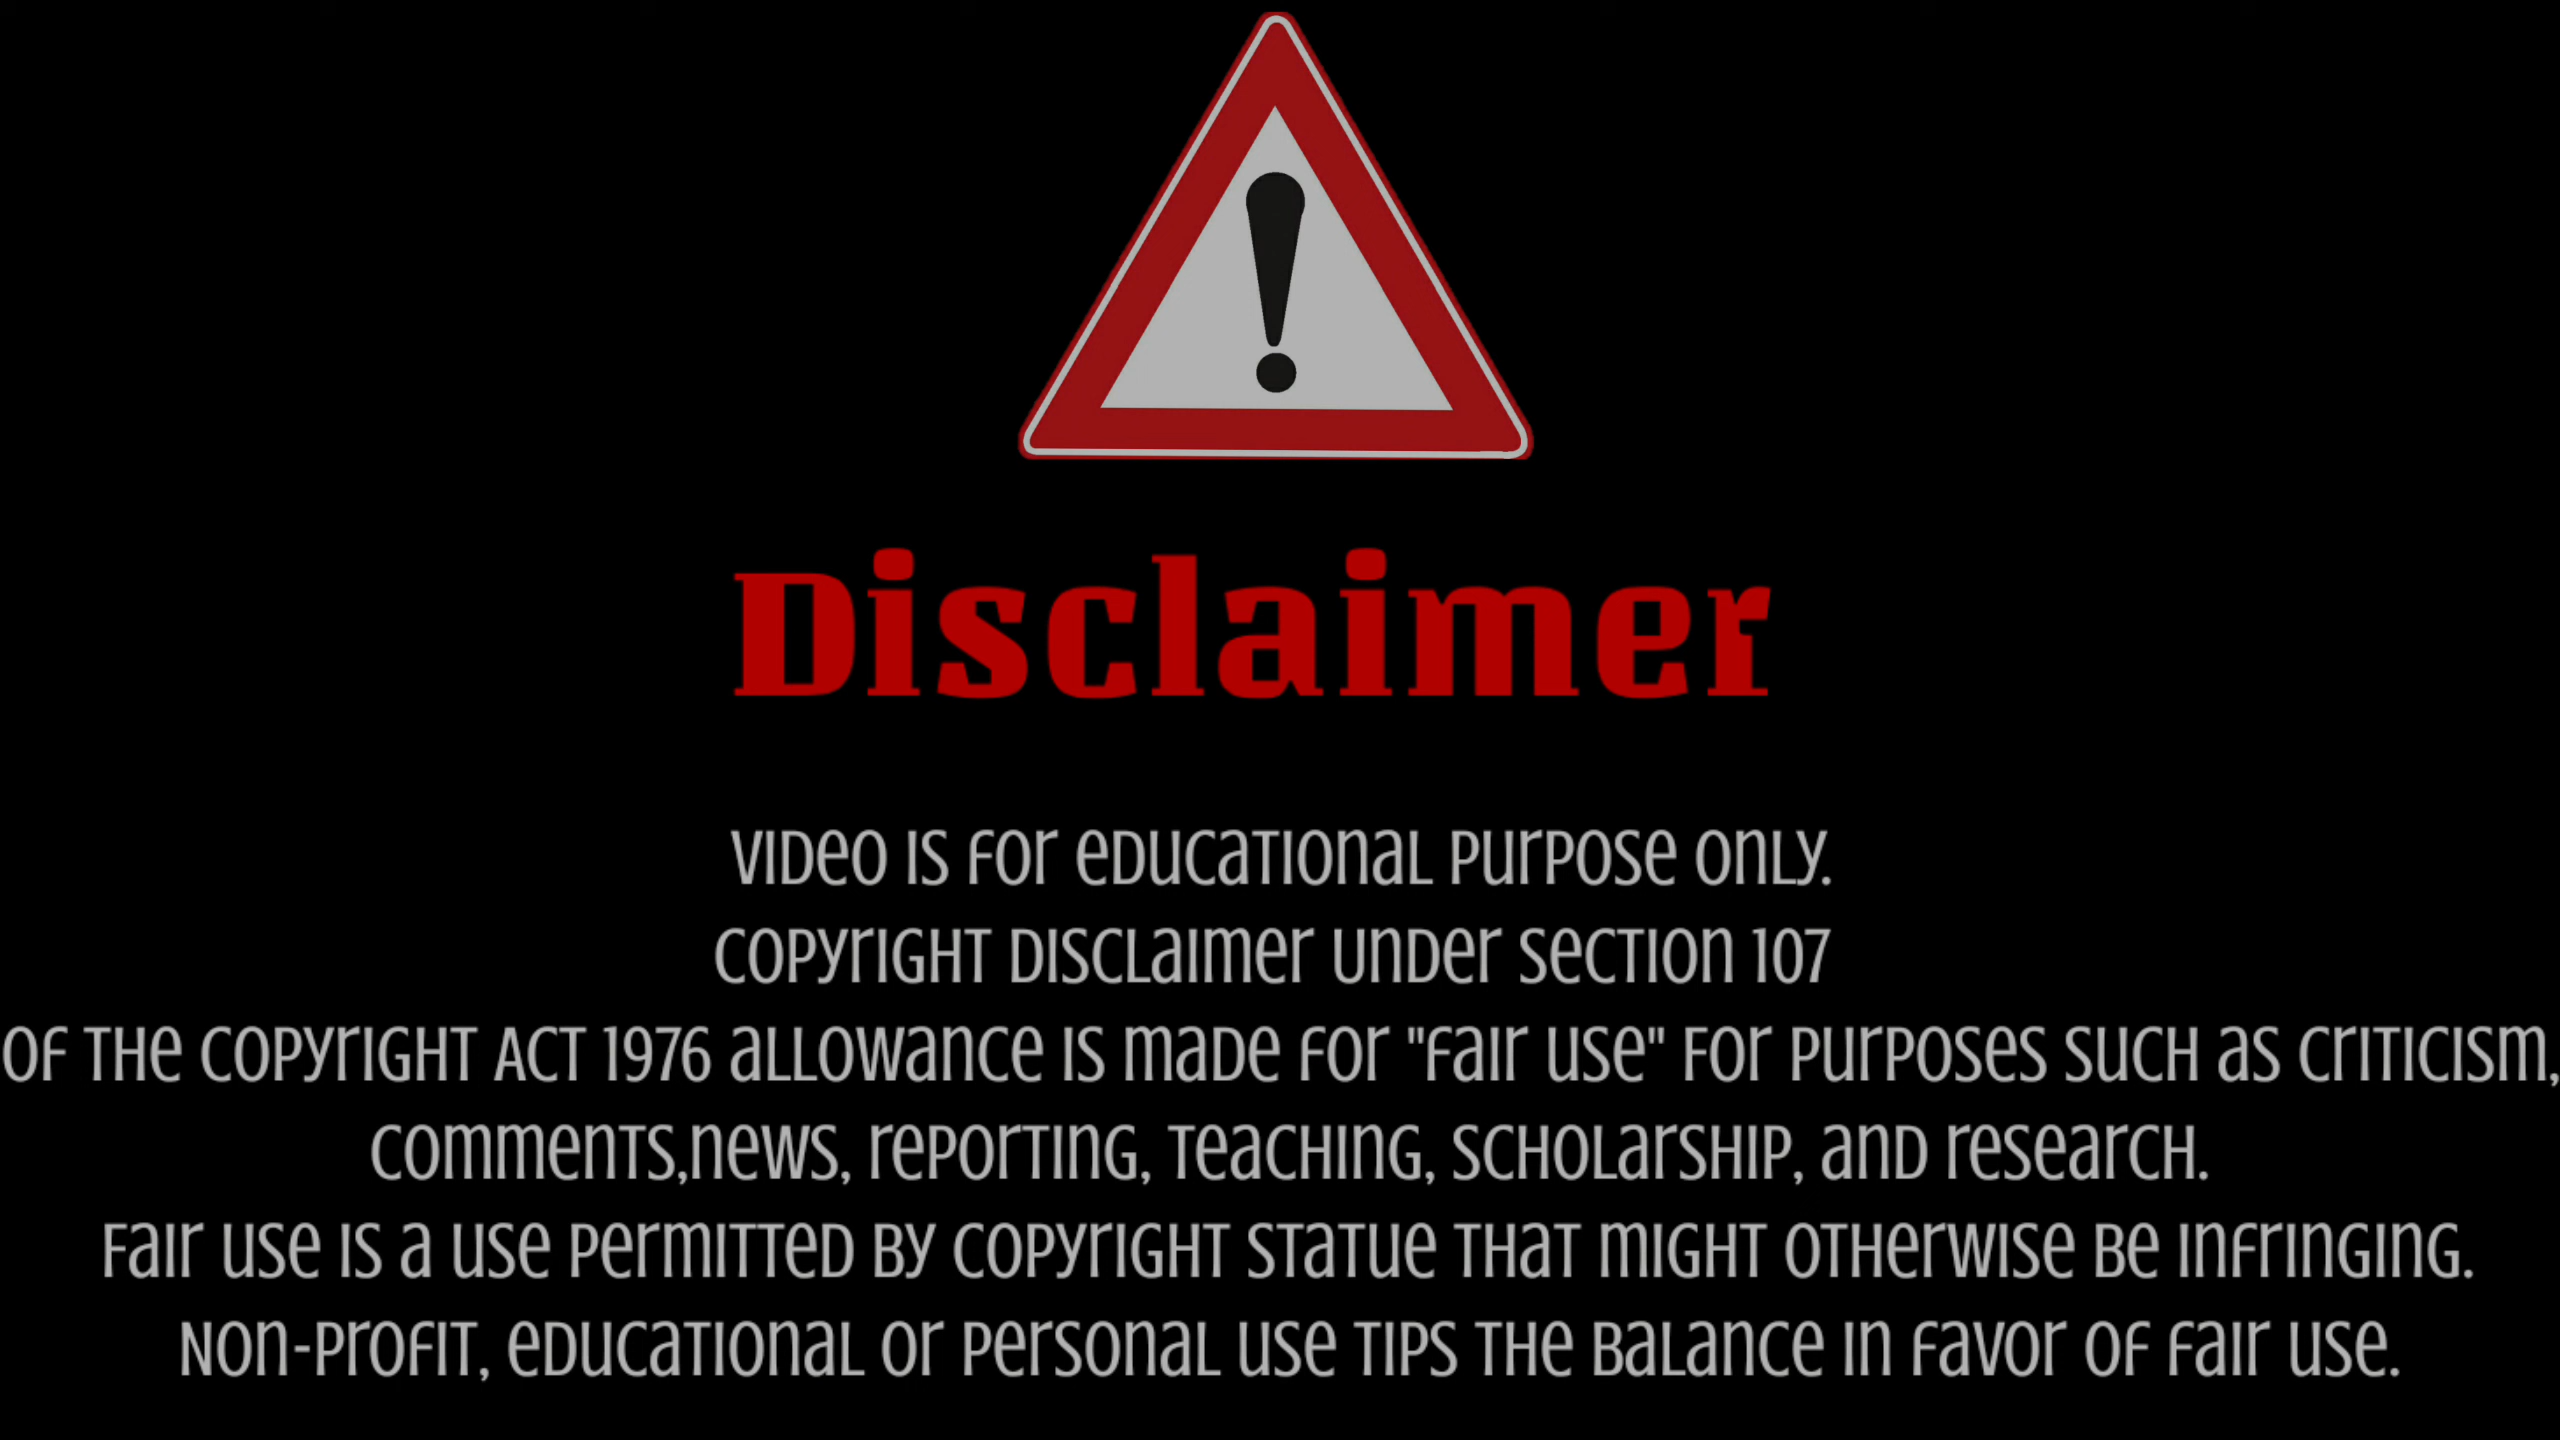 Disclaimer
Video is for educational purpose only.
Copyright Disclaimer Under Section 107
of the Copyright Act 1976 allowance is made for "fair use" for purposes such as criticism,
comments,news, reporting, teaching, scholarship, and research.
Fair use is a use permitted by copyright statue that might otherwise be infringing.
Non-profit, educational or personal use tips the balance in favor of fair use.